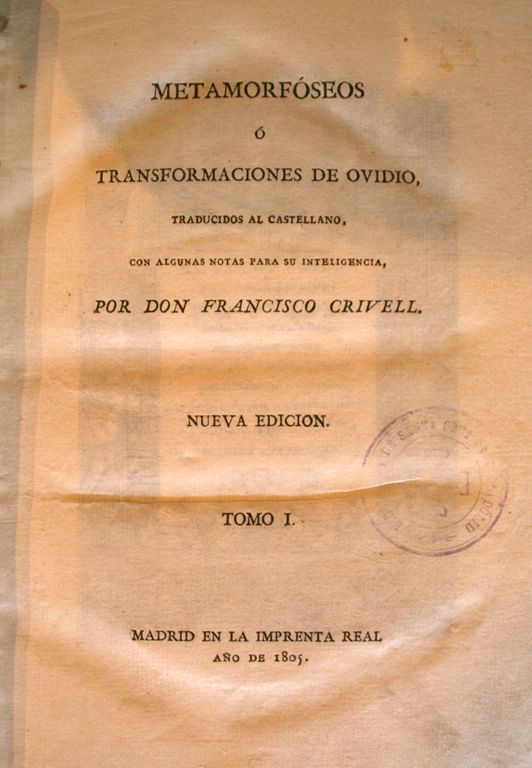 METAMORFÓSEOS
Ó
TRANSFORMACIONES DE OVIDIO,
TRADUCIDOS AL CASTELLANO,
CON ALGUNAS NOTAS PARA SU INTELIGENCIA,
POR DON FRANCISCO CRIVELL.
NUEVA EDICION.
TOMO I.
MADRID EN LA IMPRENTA REAL
AÑO DE 1805.